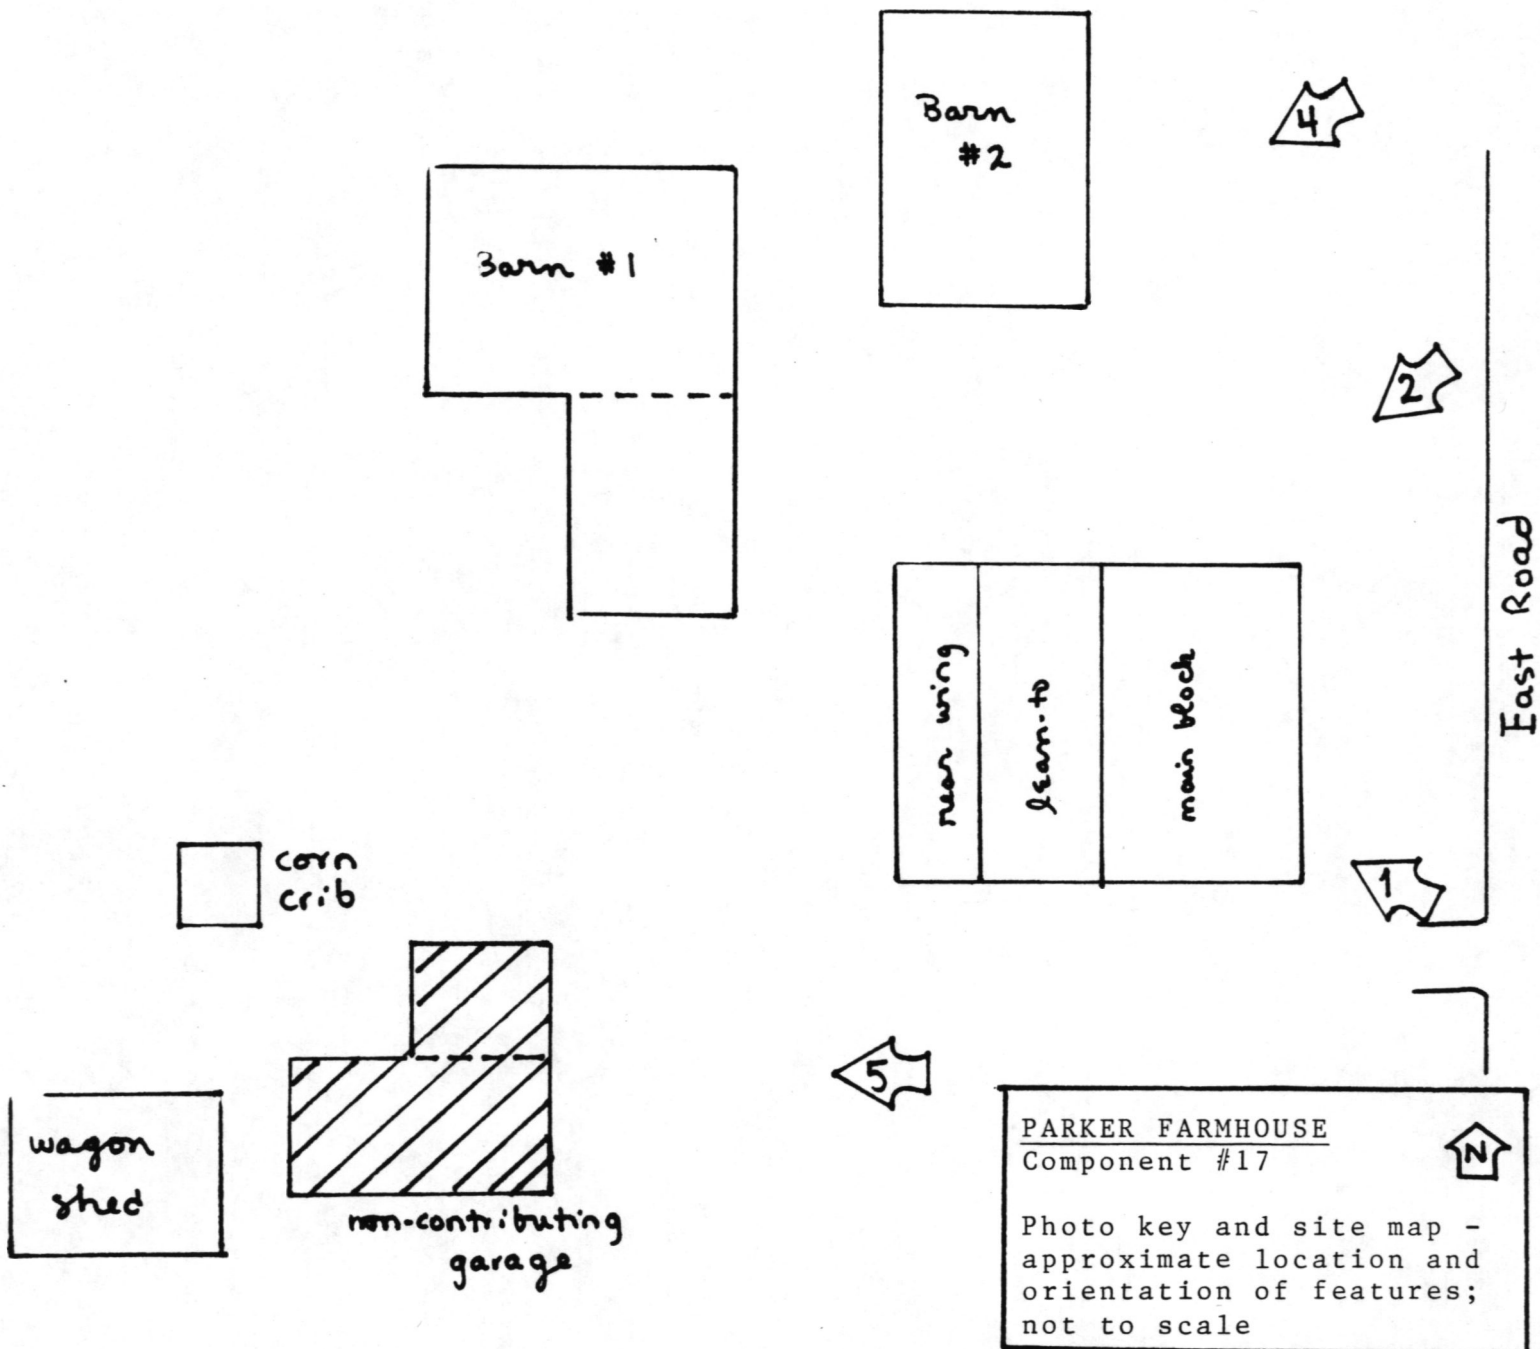 Barn
#2
4
Barn #1
2
East Road
rear wing
lean-to
main block
corn
crib
1
5
wagon
shed
non-contributing
garage
PARKER FARMHOUSE
Component #17
N
Photo key and site map -
approximate location and
orientation of features;
not to scale